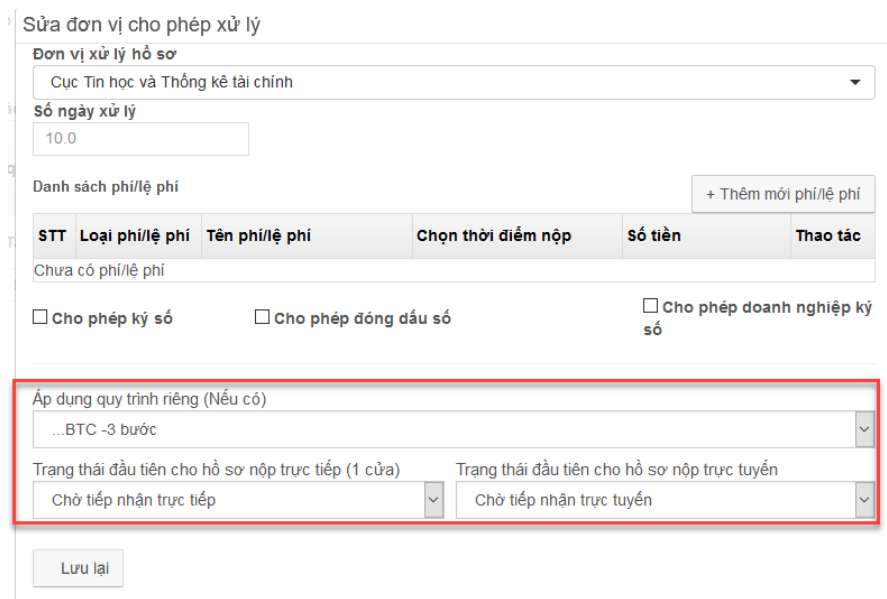 Sửa đơn vị cho phép xử lý
Đơn vị xử lý hồ sơ
Cục Tin học và Thống kê tài chính
Số ngày xử lý
10.0
Danh sách phí/lệ phí
+ Thêm mới phí/lệ phí
STT Loại phí/lệ phí Tên phí/lệ phí Chọn thời điểm nộp Số tiền Thao tác
Chưa có phí/lệ phí
Cho phép ký số Cho phép đóng dấu số Cho phép doanh nghiệp ký
số
Áp dụng quy trình riêng (Nếu có)
...BTC -3 bước
Trạng thái đầu tiên cho hồ sơ nộp trực tiếp (1 cửa) Trạng thái đầu tiên cho hồ sơ nộp trực tuyến
Chờ tiếp nhận trực tiếp Chờ tiếp nhận trực tuyến
Lưu lại